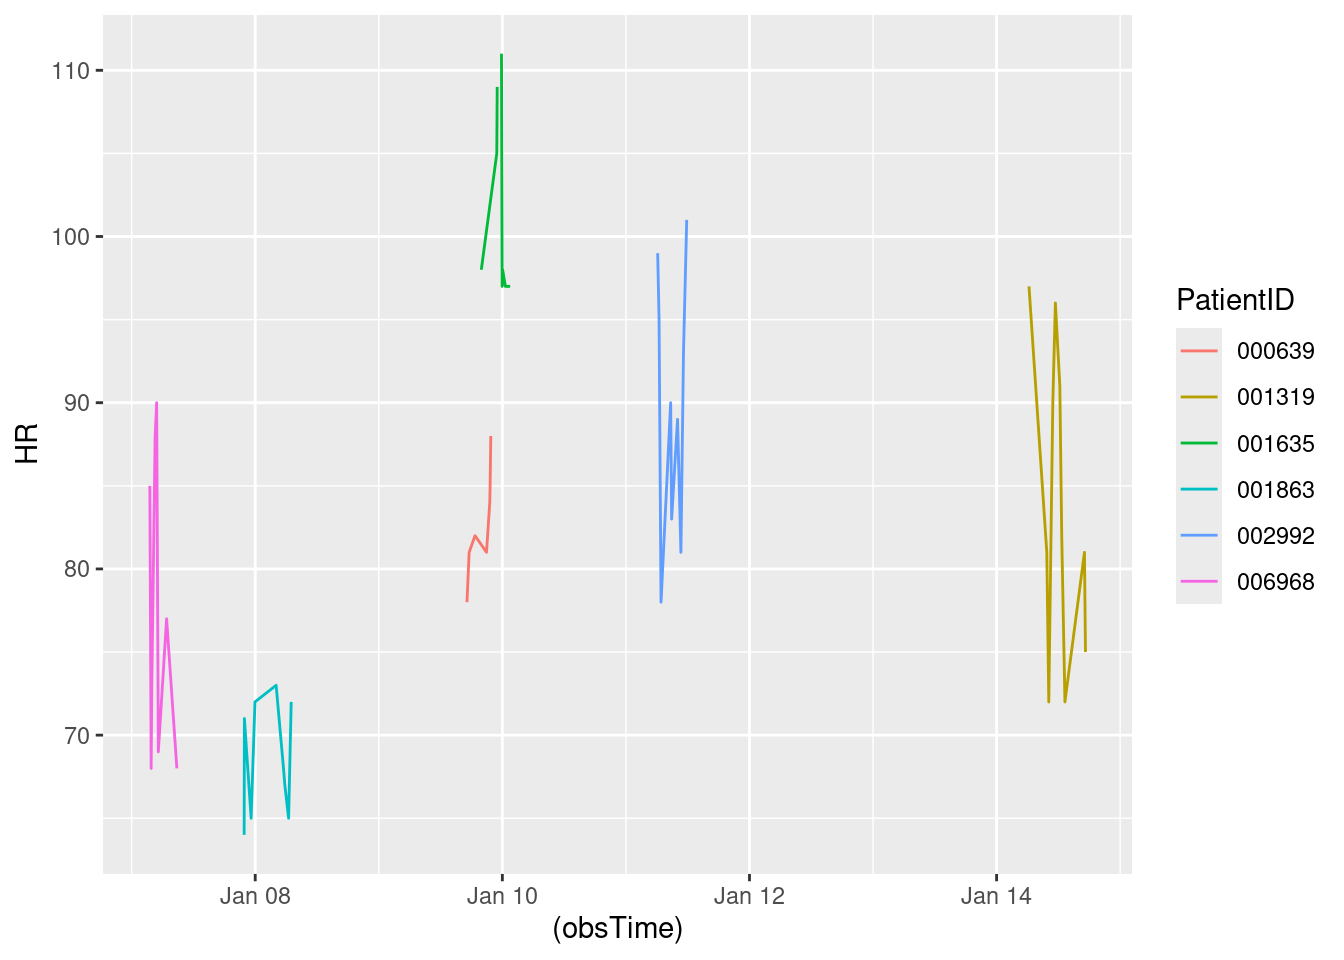 110
100
90
80
70
HR
Jan 08
Jan 10
Jan 12
Jan 14
(obsTime)
PatientID
000639
001319
001635
001863
002992
006968